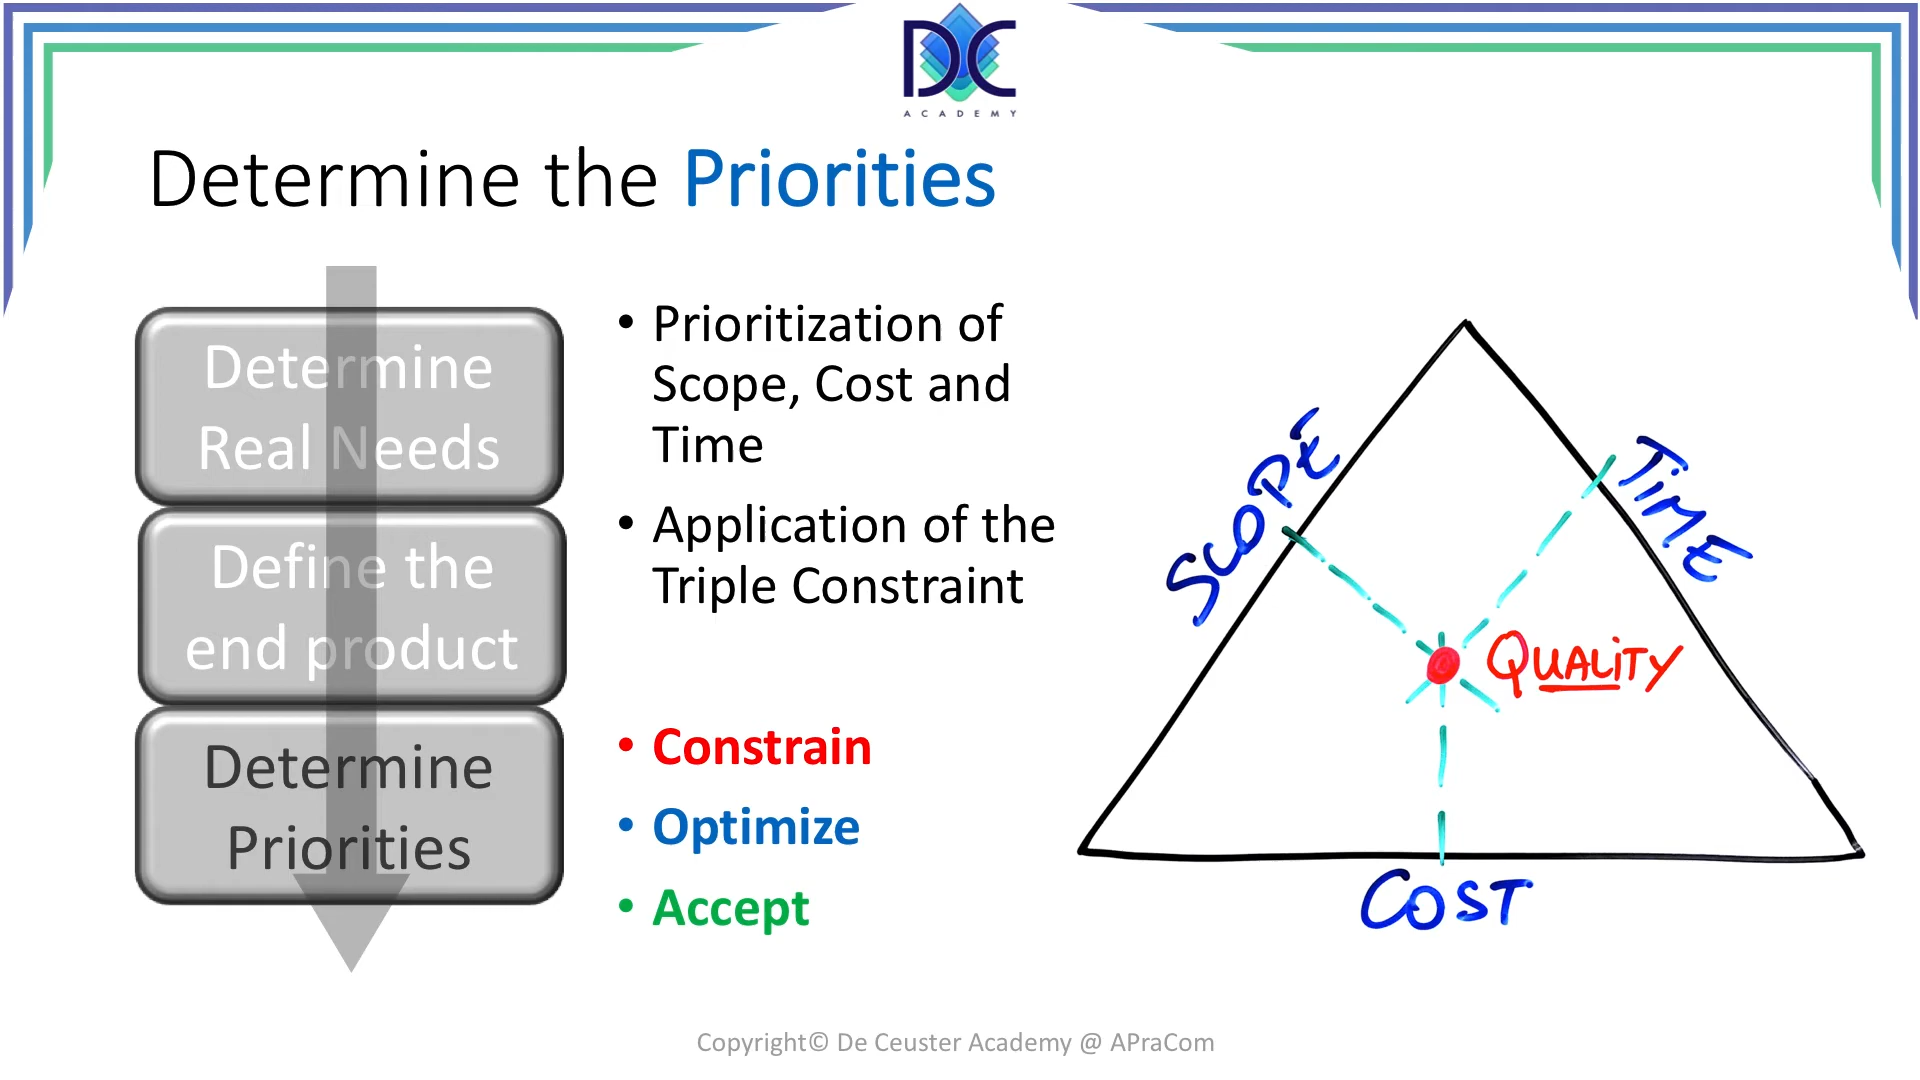 DC
ACADEMY
Determine the Priorities
Determine
Real Needs
Define the
end product
Determine
Priorities
• Prioritization of
Scope, Cost and
Time
• Application of the
Triple Constraint
• Constrain
• Optimize
• Accept
SCOPE
TIME
QUALITY
COST
Copyright© De Ceuster Academy @ APraCom